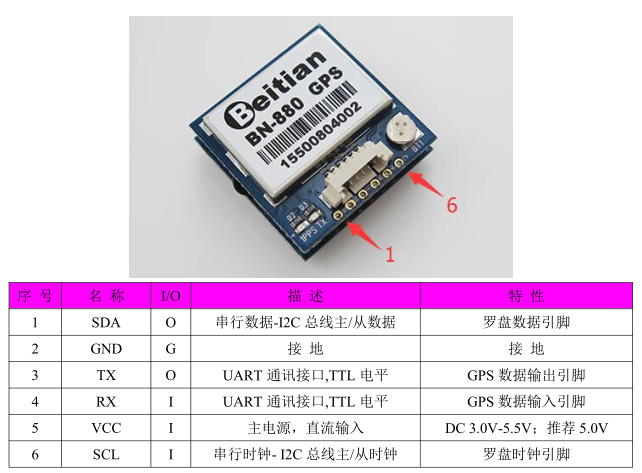 Beitian
BN-880 GPS
15500804002
BT1
D2 D3
1PPS TX
6
1
序 号 名 称 I/O 描 述 特 性
1 SDA O 串行数据-I2C 总线主/从数据 罗盘数据引脚
2 GND G 接 地 接 地
3 TX O UART 通讯接口,TTL 电平 GPS 数据输出引脚
4 RX I UART 通讯接口,TTL 电平 GPS 数据输入引脚
5 VCC I 主电源，直流输入 DC 3.0V-5.5V；推荐 5.0V
6 SCL I 串行时钟- I2C 总线主/从时钟 罗盘时钟引脚